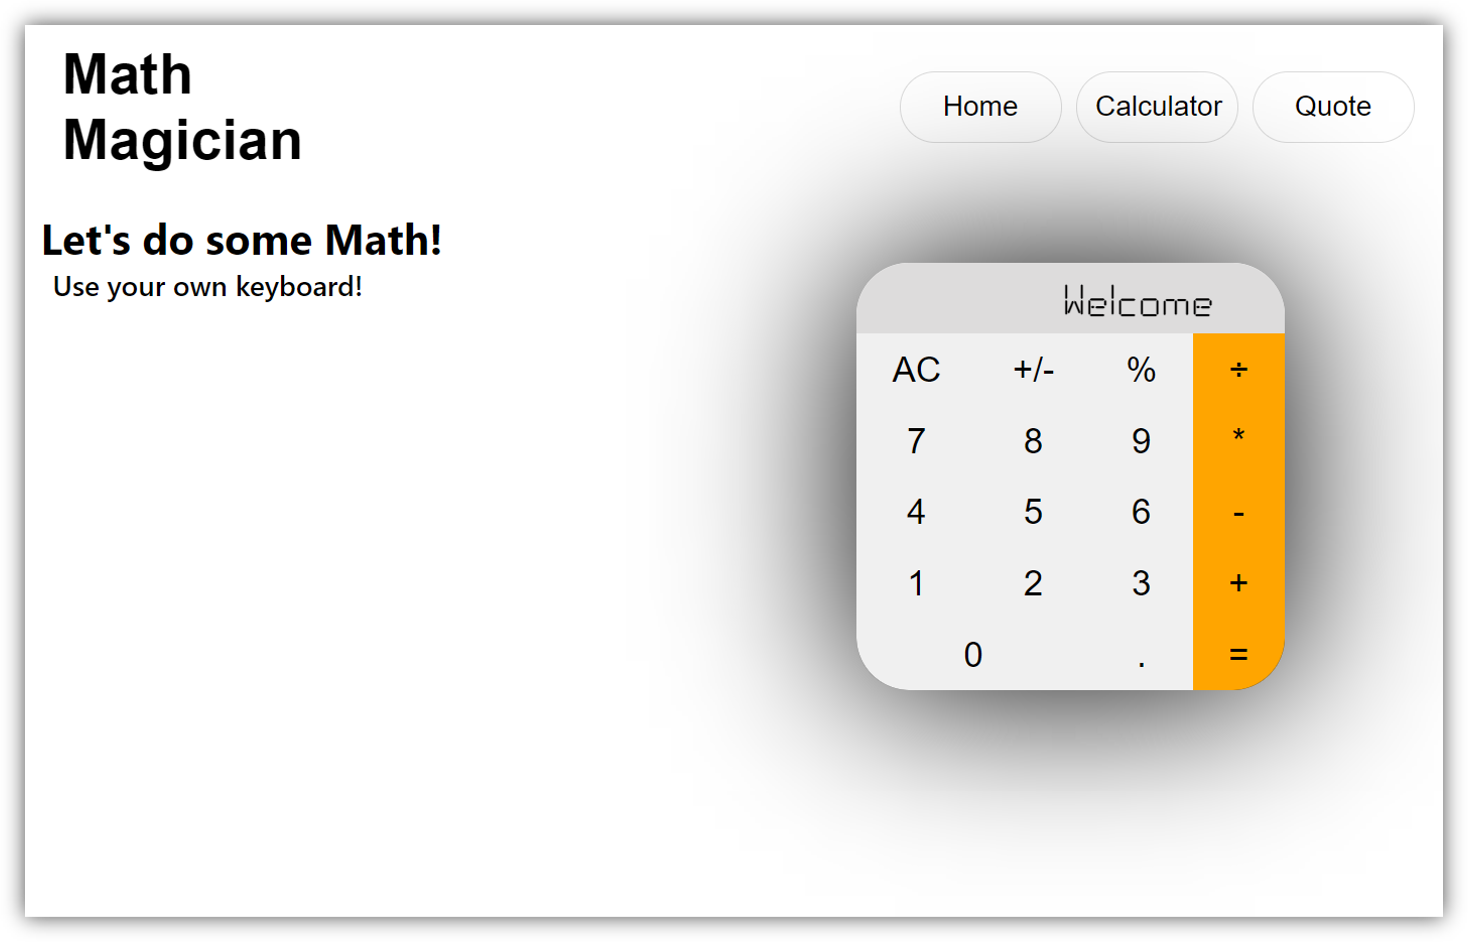 Math
Magician
Home Calculator Quote
Let's do some Math!
Use your own keyboard!
Welcome
AC +/- % ÷
7 8 9 *
4 5 6 -
1 2 3 +
0 . =